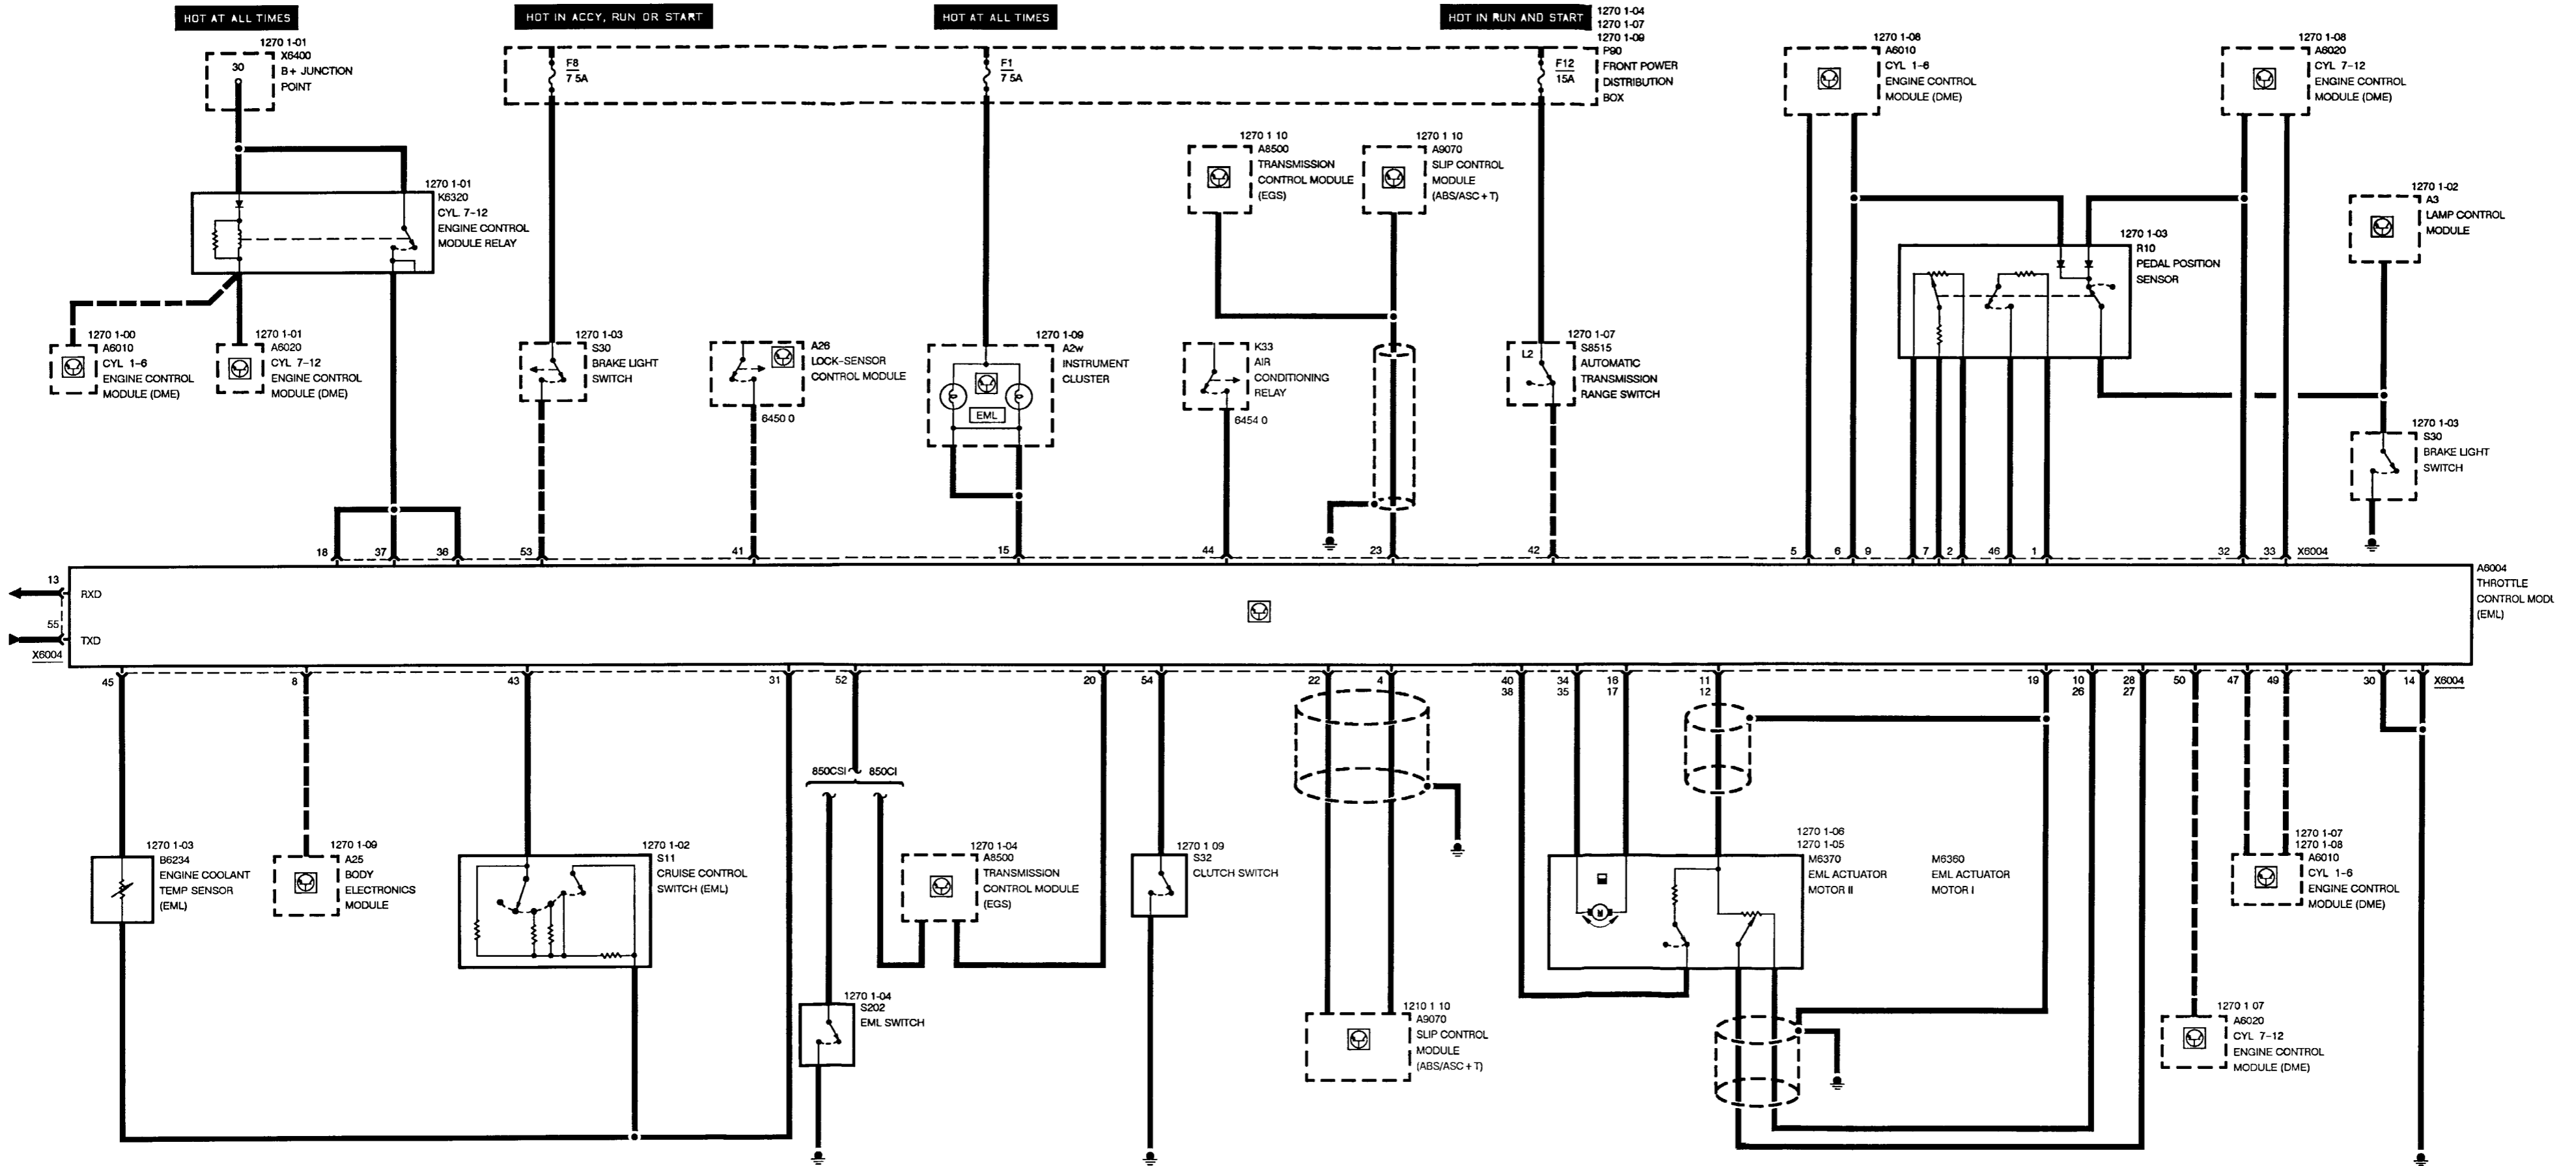 HOT AT ALL TIMES
HOT IN ACCY, RUN OR START
HOT AT ALL TIMES
HOT IN RUN AND START
1270 1-01
X6400
B+ JUNCTION
POINT
30
F8
7 5A
F1
7 5A
F12
15A
1270 1-04
1270 1-07
1270 1-09
P90
FRONT POWER
DISTRIBUTION
BOX
1270 1-08
A6010
CYL 1-6
ENGINE CONTROL
MODULE (DME)
1270 1-08
A6020
CYL 7-12
ENGINE CONTROL
MODULE (DME)
1270 1 10
A8500
TRANSMISSION
CONTROL MODULE
(EGS)
1270 1 10
A9070
SLIP CONTROL
MODULE
(ABS/ASC + T)
1270 1-01
K6320
CYL. 7-12
ENGINE CONTROL
MODULE RELAY
1270 1-02
A3
LAMP CONTROL
MODULE
1270 1-03
R10
PEDAL POSITION
SENSOR
1270 1-00
A6010
CYL 1-6
ENGINE CONTROL
MODULE (DME)
1270 1-01
A6020
CYL 7-12
ENGINE CONTROL
MODULE (DME)
1270 1-03
S30
BRAKE LIGHT
SWITCH
A26
LOCK-SENSOR
CONTROL MODULE
6450 0
1270 1-09
A2w
INSTRUMENT
CLUSTER
EML
K33
AIR
CONDITIONING
RELAY
6454 0
1270 1-07
S8515
AUTOMATIC
TRANSMISSION
RANGE SWITCH
L2
1270 1-03
S30
BRAKE LIGHT
SWITCH
18
37
36
53
41
15
44
23
42
5
6
9
7
2
46
1
32
33
X6004
13
RXD
55
TXD
X6004
A6004
THROTTLE
CONTROL MODU
(EML)
45
8
43
31
52
20
54
22
4
40
38
34
35
16
17
11
12
19
10
26
28
27
50
47
49
30
14
X6004
850CSI
850CI
1270 1-03
B6234
ENGINE COOLANT
TEMP SENSOR
(EML)
1270 1-09
A25
BODY
ELECTRONICS
MODULE
1270 1-02
S11
CRUISE CONTROL
SWITCH (EML)
1270 1-04
A8500
TRANSMISSION
CONTROL MODULE
(EGS)
1270 1 09
S32
CLUTCH SWITCH
1270 1-06
1270 1-05
M6370
EML ACTUATOR
MOTOR II
M6360
EML ACTUATOR
MOTOR I
M
1270 1-07
1270 1-08
A6010
CYL 1-6
ENGINE CONTROL
MODULE (DME)
1270 1-04
S202
EML SWITCH
1210 1 10
A9070
SLIP CONTROL
MODULE
(ABS/ASC + T)
1270 1 07
A6020
CYL 7-12
ENGINE CONTROL
MODULE (DME)